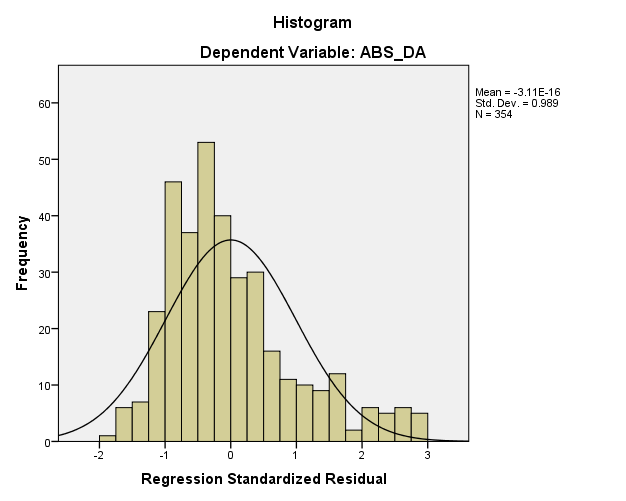 Histogram
Dependent Variable: ABS_DA
Mean = -3.11E-16
Std. Dev. = 0.989
N = 354
Frequency
60
50
40
30
20
10
0
-2 -1 0 1 2 3
Regression Standardized Residual